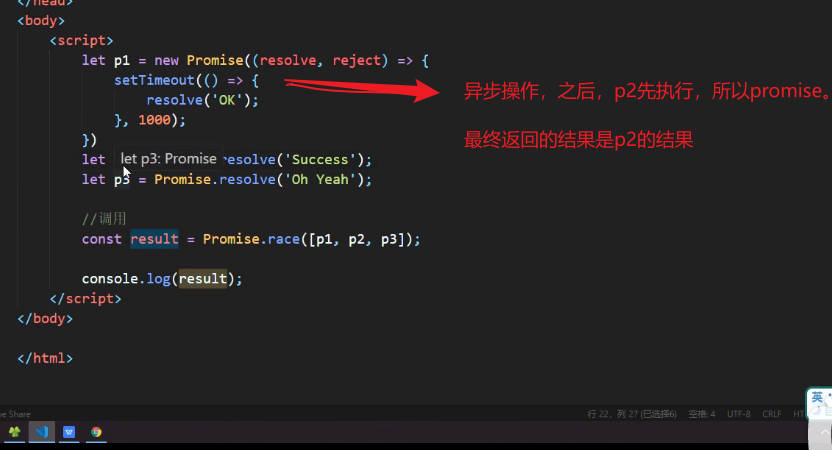 </head>
<body>
<script>
let p1 = new Promise((resolve, reject) => {
setTimeout(() => {
resolve('OK');
}, 1000);
})
异步操作，之后，p2先执行，所以promise。
最终返回的结果是p2的结果
let p3: Promise
let resolve('Success');
let p3 = Promise.resolve('Oh Yeah');
//调用
const result = Promise.race([p1, p2, p3]);
console.log(result);
</script>
</body>
</html>
Share
行 22，列 27 (已选择6) 空格: 4 UTF-8 CRLF
英